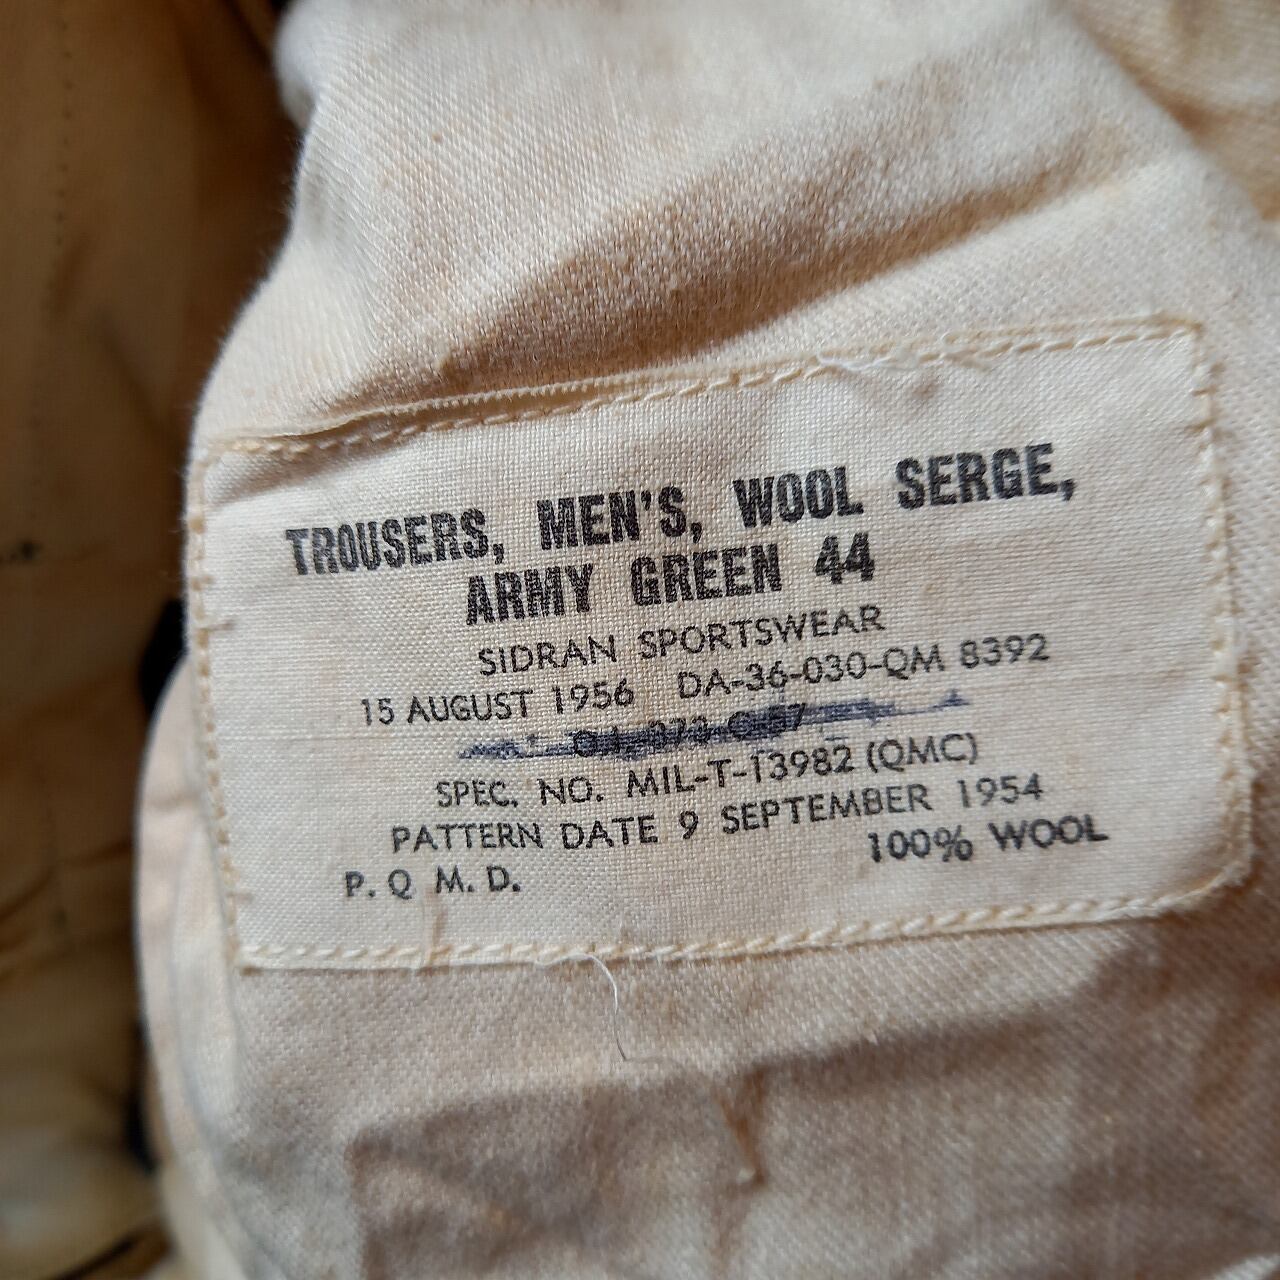 TROUSERS, MEN'S, WOOL SERGE,
ARMY GREEN 44
SIDRAN SPORTSWEAR
15 AUGUST 1956 DA-36-030-QM 8392
SPEC. NO. MIL-T-13982 (QMC)
PATTERN DATE 9 SEPTEMBER 1954
100% WOOL
P. Q M. D.